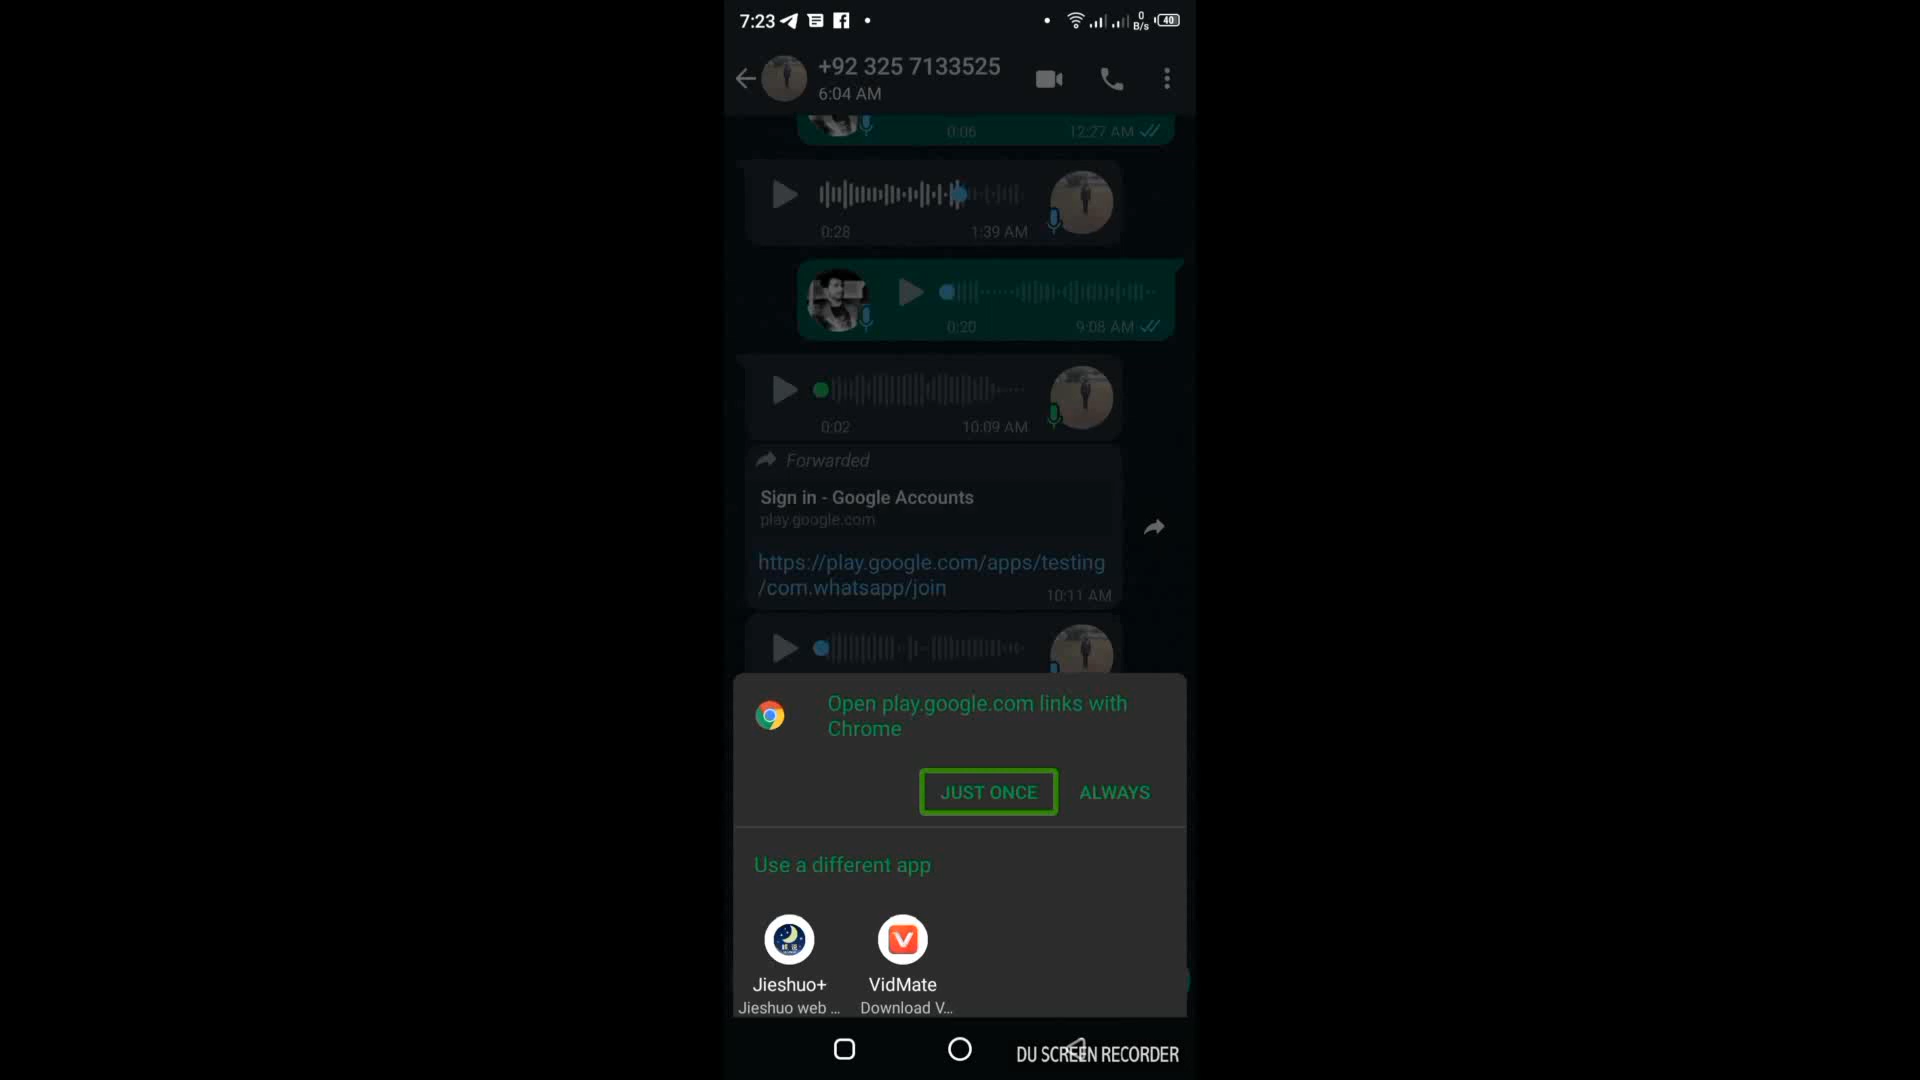 7:23
0
B/s
40
+92 325 7133525
6:04 AM
0:06
12:27 AM
0:28
1:39 AM
0:20
9:08 AM
0:02
10:09 AM
Forwarded
Sign in - Google Accounts
play.google.com
https://play.google.com/apps/testing
/com.whatsapp/join
10:11 AM
Open play.google.com links with
Chrome
JUST ONCE
ALWAYS
Use a different app
Jieshuo+
VidMate
Jieshuo web ...
Download V...
DU SCREEN RECORDER